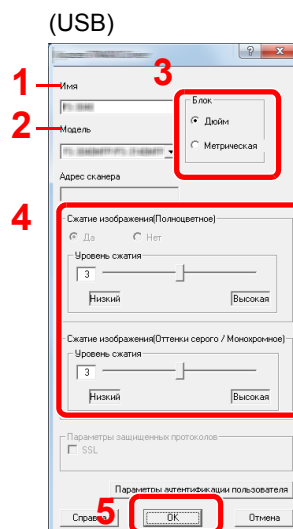 (USB)
? X
1 Имя
3 Блок
Дюйм
2 Модель
Метрическая
Адрес сканера
4 Сжатие изображения(Полноцветное)
Да Нет
Уровень сжатия
3
Низкий Высокая
Сжатие изображения(Оттенки серого / Монохромное)
Уровень сжатия
3
Низкий Высокая
Параметры защищенных протоколов
SSL
Параметры аутентификации пользователя
Справка 5 OK Отмена